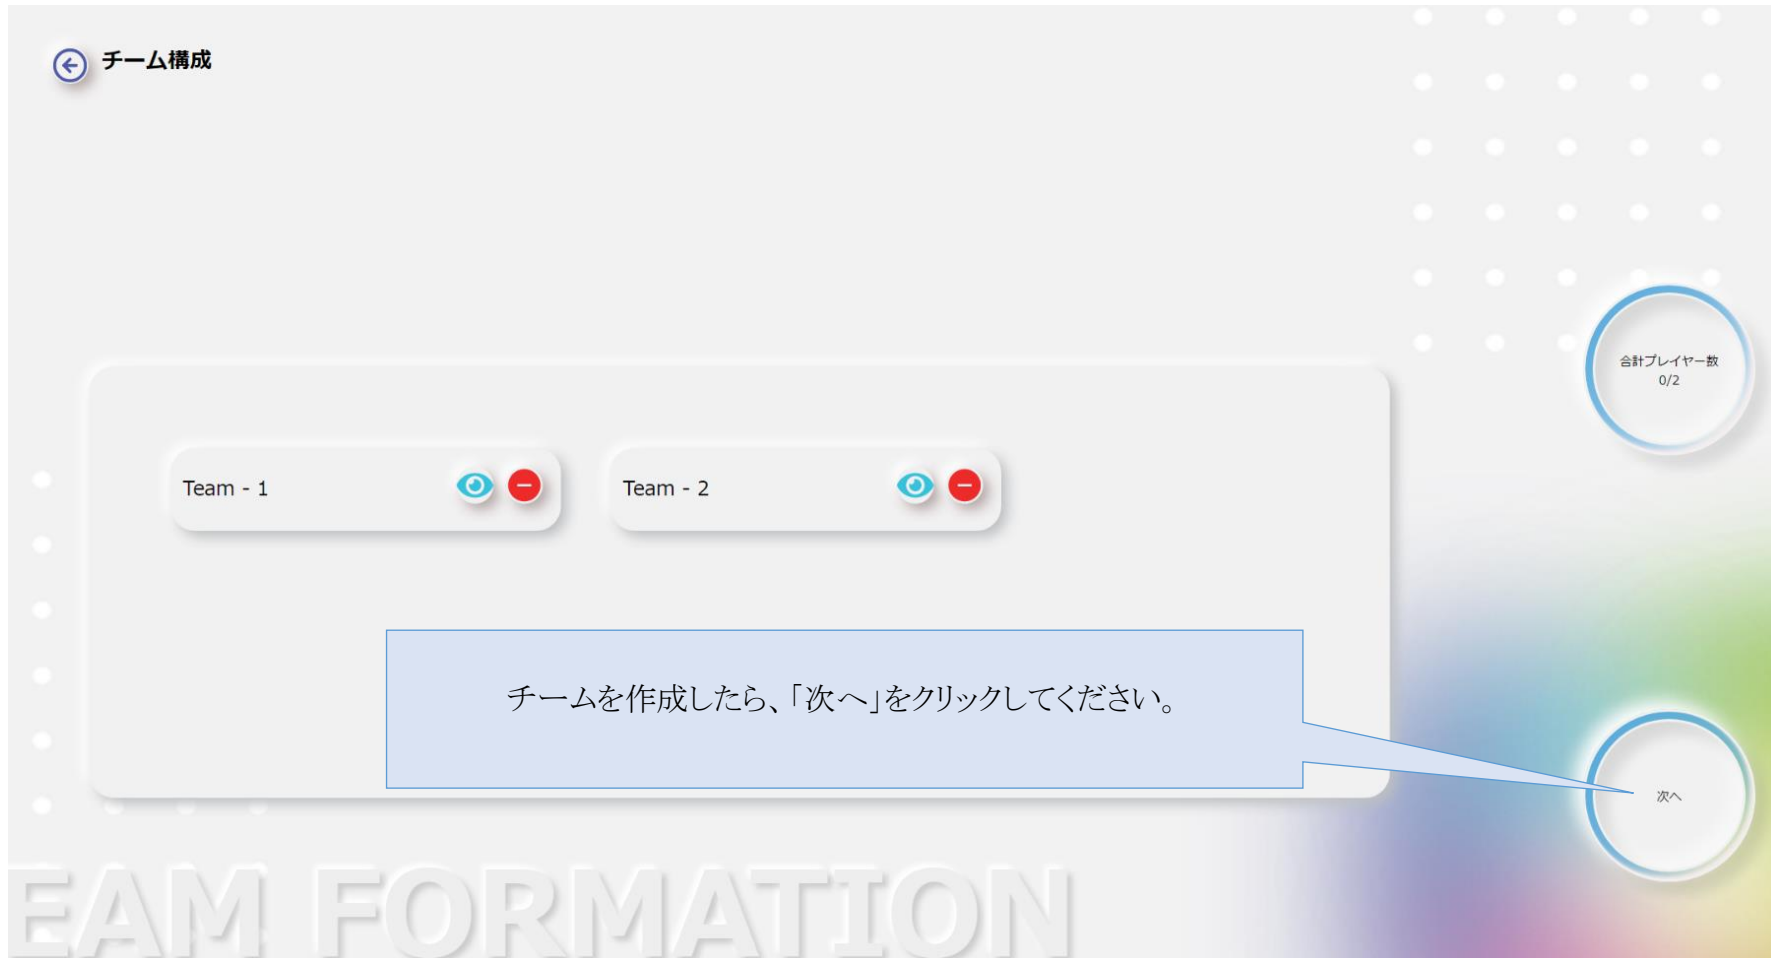 チーム構成
合計プレイヤー数
0/2
Team - 1
Team - 2
チームを作成したら、「次へ」をクリックしてください。
次へ
EAM FORMATION